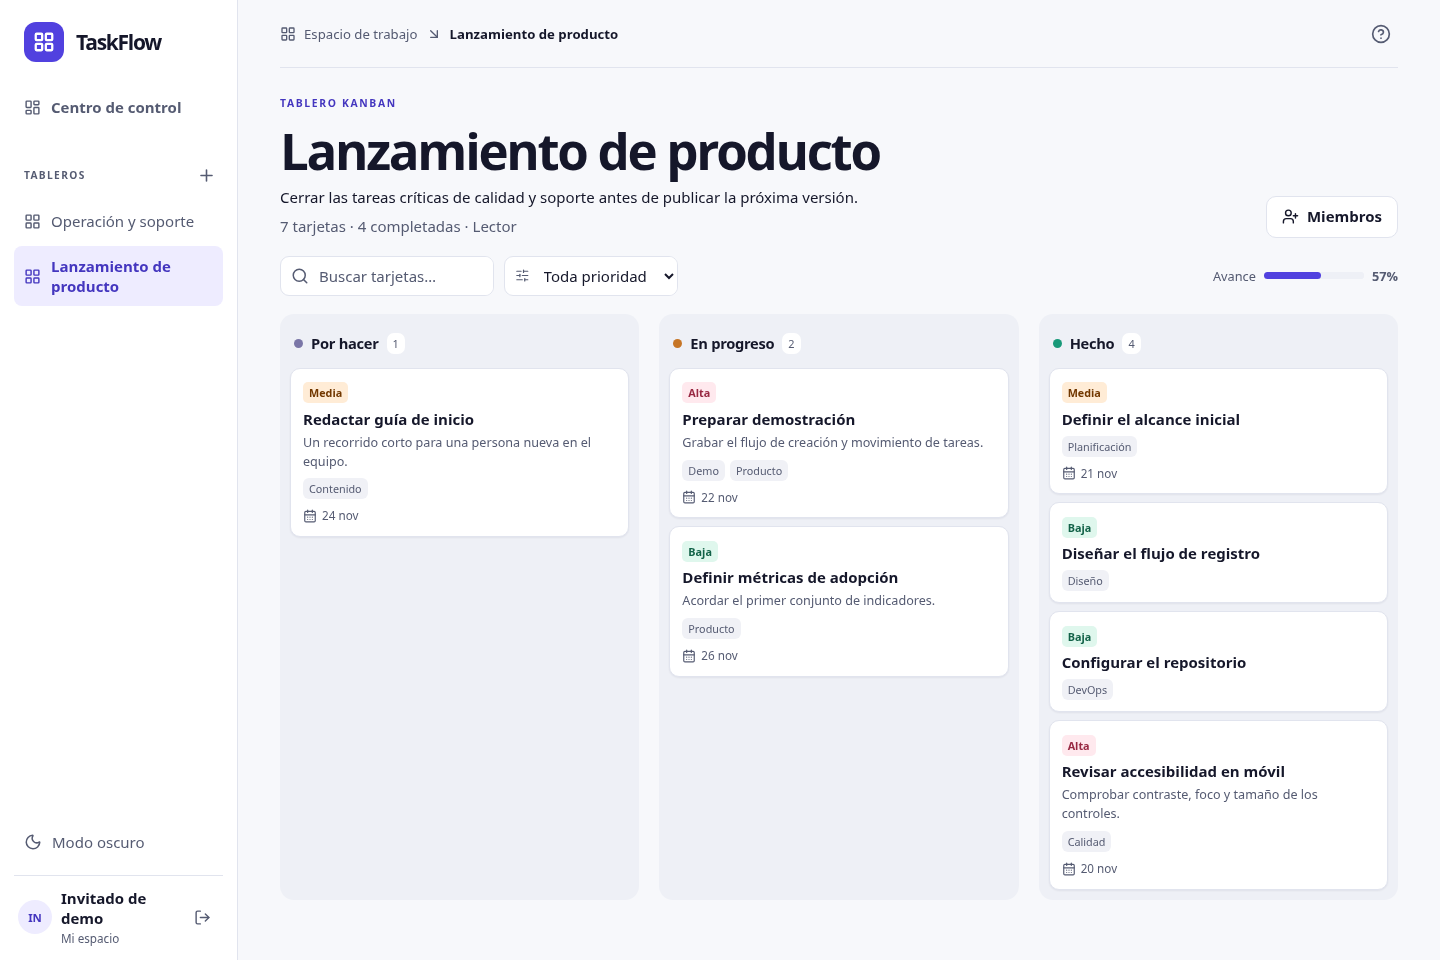 TaskFlow
Centro de control
TABLEROS
Operación y soporte
Lanzamiento de
producto
Modo oscuro
IN
Invitado de
demo
Mi espacio
Espacio de trabajo
Lanzamiento de producto
TABLERO KANBAN
Lanzamiento de producto
Cerrar las tareas críticas de calidad y soporte antes de publicar la próxima versión.
7 tarjetas · 4 completadas · Lector
Miembros
Buscar tarjetas...
Toda prioridad
Avance
57%
Por hacer 1
Media
Redactar guía de inicio
Un recorrido corto para una persona nueva en el
equipo.
Contenido
24 nov
En progreso 2
Alta
Preparar demostración
Grabar el flujo de creación y movimiento de tareas.
Demo Producto
22 nov
Baja
Definir métricas de adopción
Acordar el primer conjunto de indicadores.
Producto
26 nov
Hecho 4
Media
Definir el alcance inicial
Planificación
21 nov
Baja
Diseñar el flujo de registro
Diseño
Baja
Configurar el repositorio
DevOps
Alta
Revisar accesibilidad en móvil
Comprobar contraste, foco y tamaño de los
controles.
Calidad
20 nov